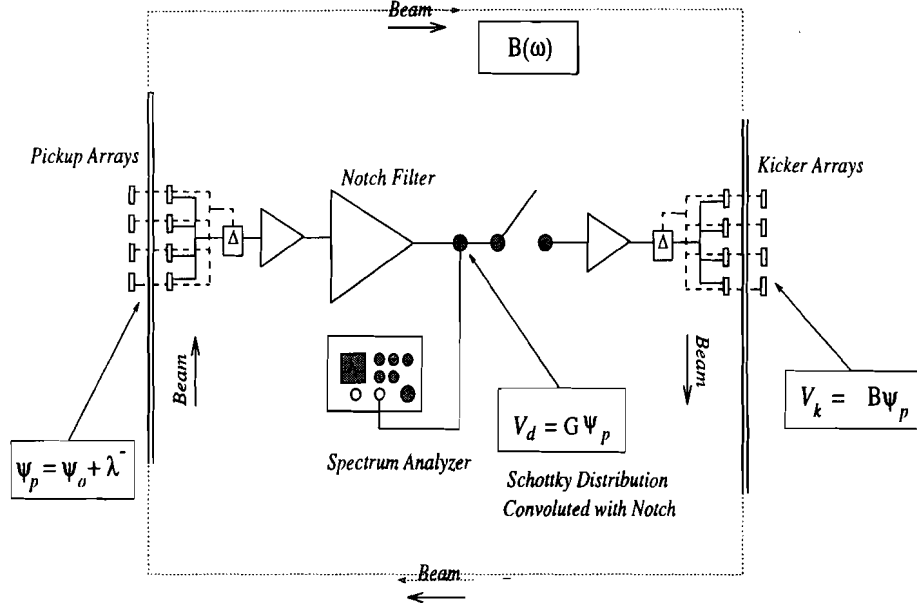 Beam
B(ω)
Pickup Arrays
Notch Filter
Kicker Arrays
Δ
Δ
Beam
Beam
V_k = Bψ_p
V_d = Gψ_p
ψ_p = ψ_o + λ^-
Spectrum Analyzer
Schottky Distribution
Convoluted with Notch
Beam